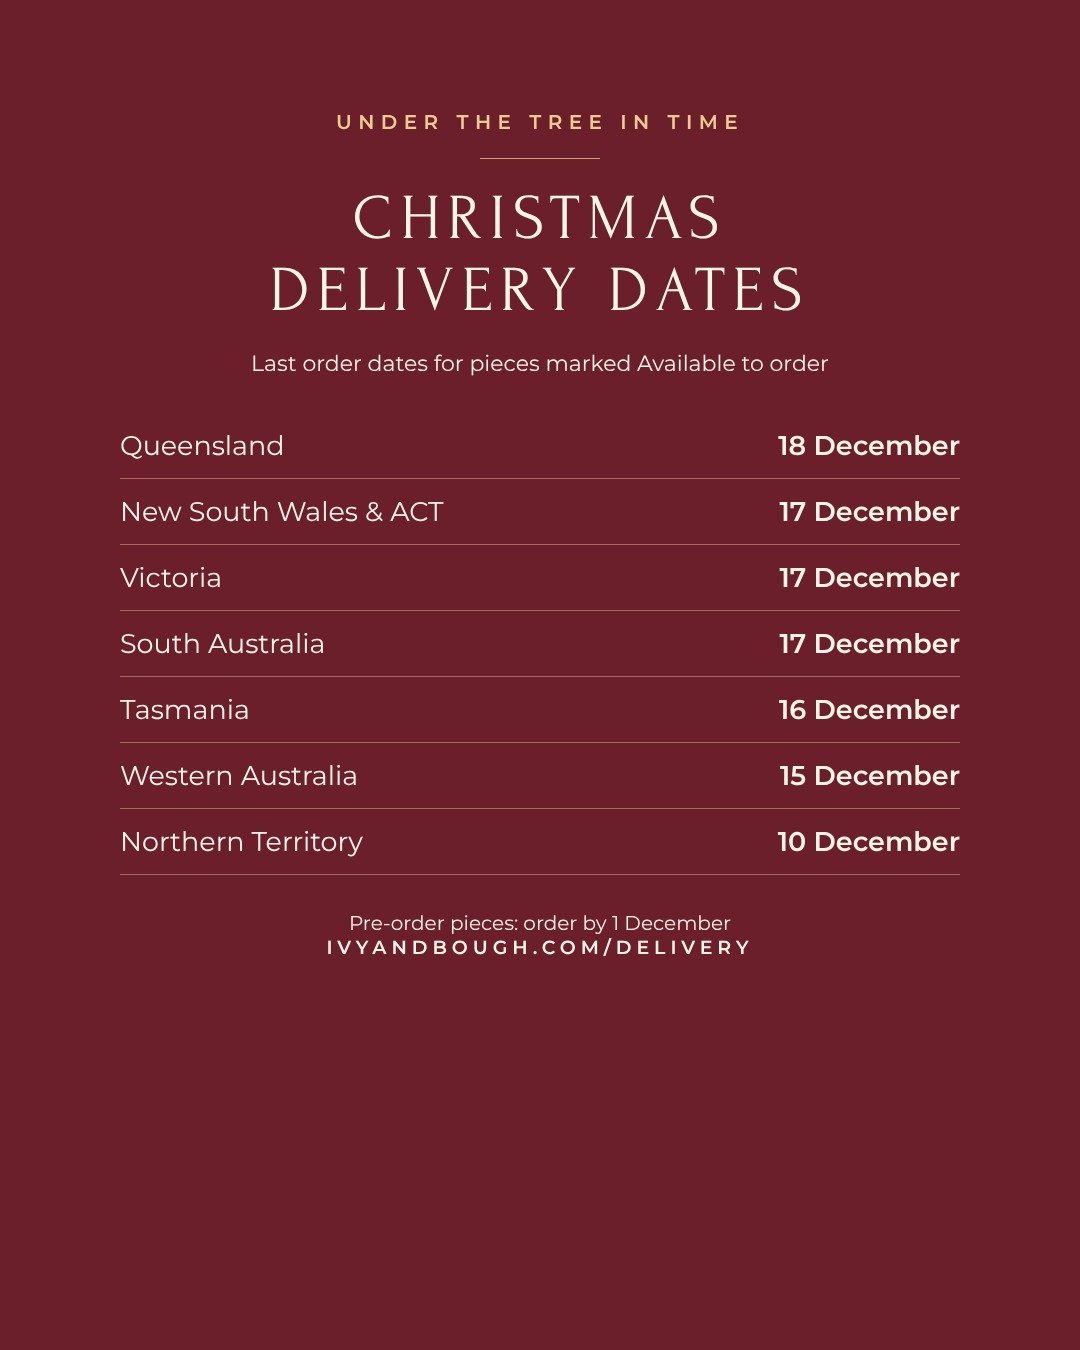 UNDER THE TREE IN TIME
CHRISTMAS
DELIVERY DATES
Last order dates for pieces marked Available to order
Queensland 18 December
New South Wales & ACT 17 December
Victoria 17 December
South Australia 17 December
Tasmania 16 December
Western Australia 15 December
Northern Territory 10 December
Pre-order pieces: order by 1 December
IVYANDBOUGH.COM/DELIVERY